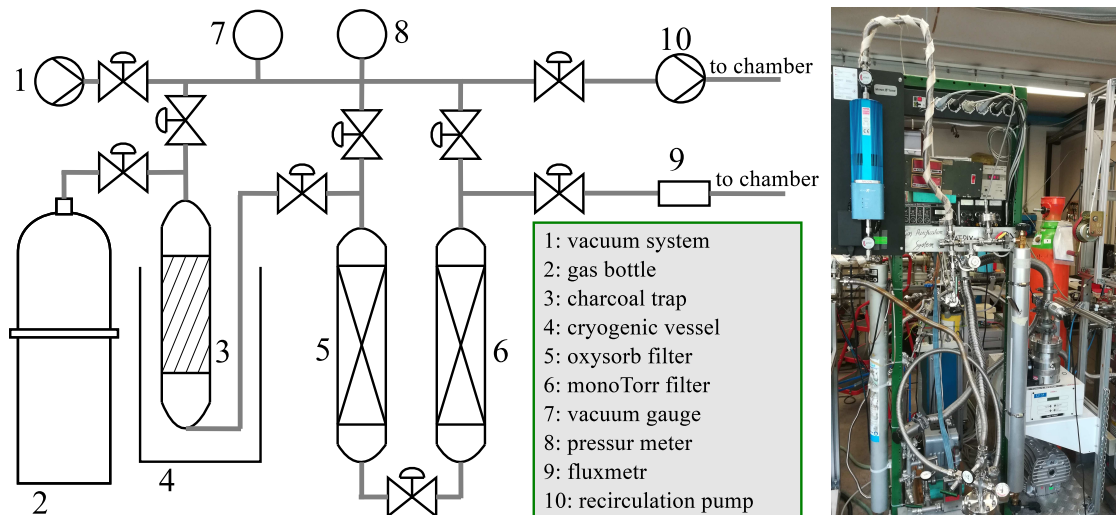 1
7
8
10
to chamber
9
to chamber
3
5
6
2
4
1: vacuum system
2: gas bottle
3: charcoal trap
4: cryogenic vessel
5: oxysorb filter
6: monoTorr filter
7: vacuum gauge
8: pressur meter
9: fluxmetr
10: recirculation pump
Purification
System